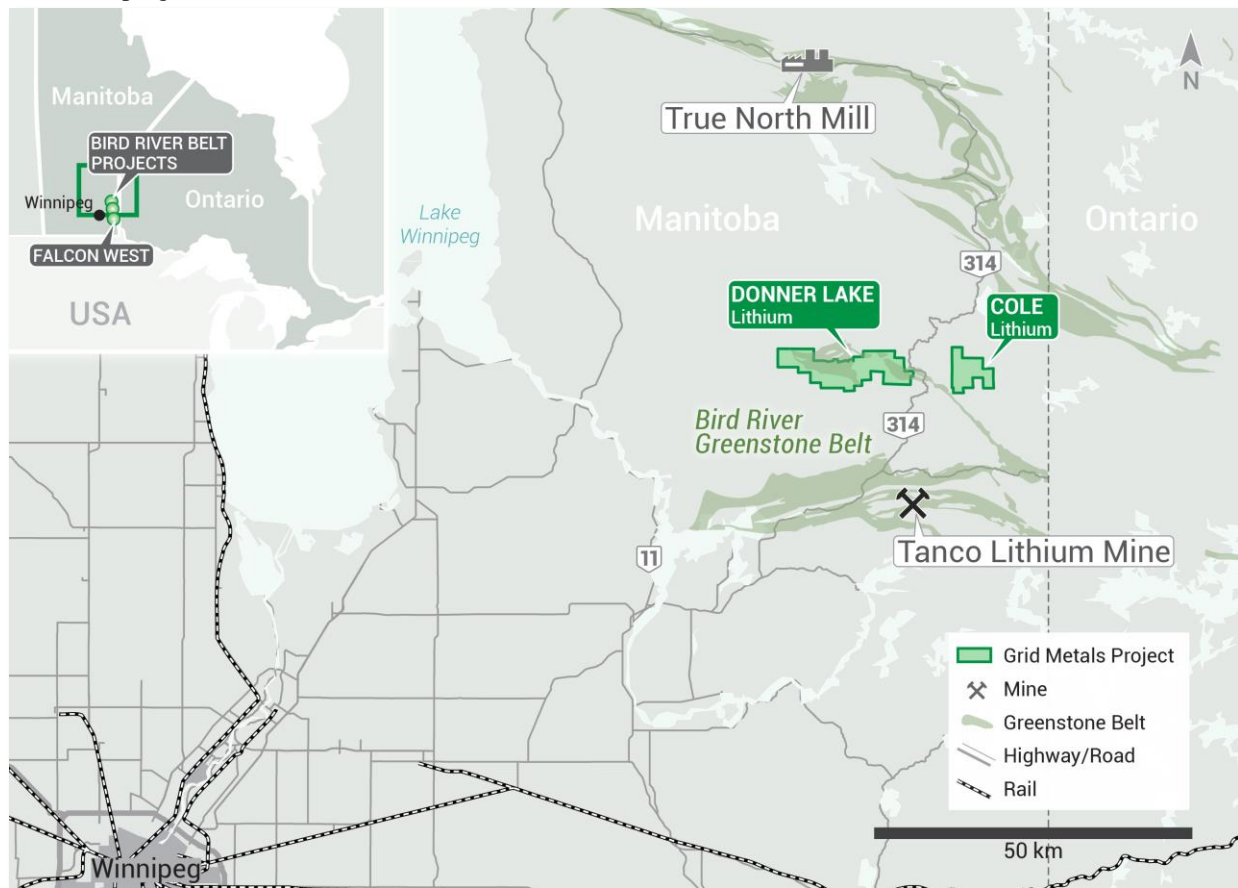 Manitoba
BIRD RIVER BELT
PROJECTS
Winnipeg
Ontario
FALCON WEST
USA
True North Mill
N
Lake
Winnipeg
Manitoba
Ontario
314
DONNER LAKE
Lithium
COLE
Lithium
Bird River
Greenstone Belt
314
Tanco Lithium Mine
11
Grid Metals Project
Mine
Greenstone Belt
Highway/Road
Rail
50 km
Winnipeg